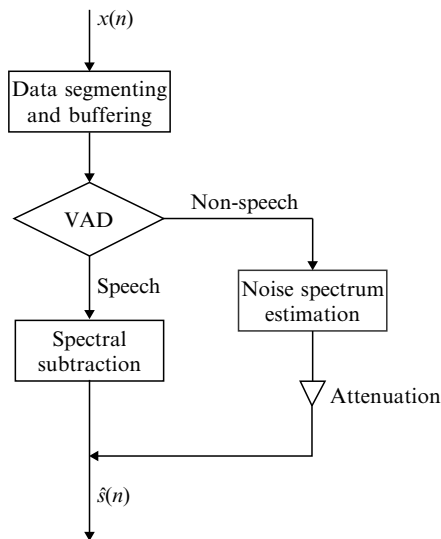 x(n)
Data segmenting
and buffering
VAD
Non-speech
Speech
Noise spectrum
estimation
Spectral
subtraction
Attenuation
ŝ(n)